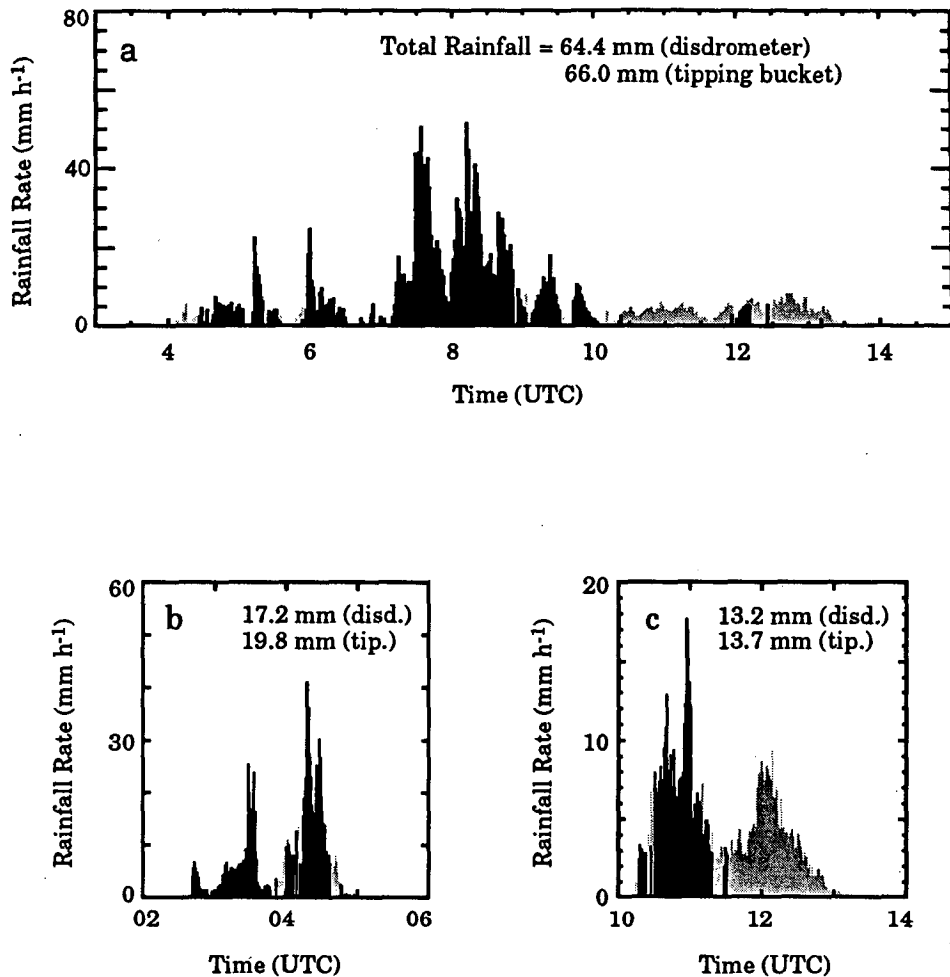 80
a
Total Rainfall = 64.4 mm (disdrometer)
66.0 mm (tipping bucket)
Rainfall Rate (mm h-1)
40
0
4 6 8 10 12 14
Time (UTC)
60
b
17.2 mm (disd.)
19.8 mm (tip.)
Rainfall Rate (mm h-1)
30
0
02 04 06
Time (UTC)
20
c
13.2 mm (disd.)
13.7 mm (tip.)
Rainfall Rate (mm h-1)
10
0
10 12 14
Time (UTC)